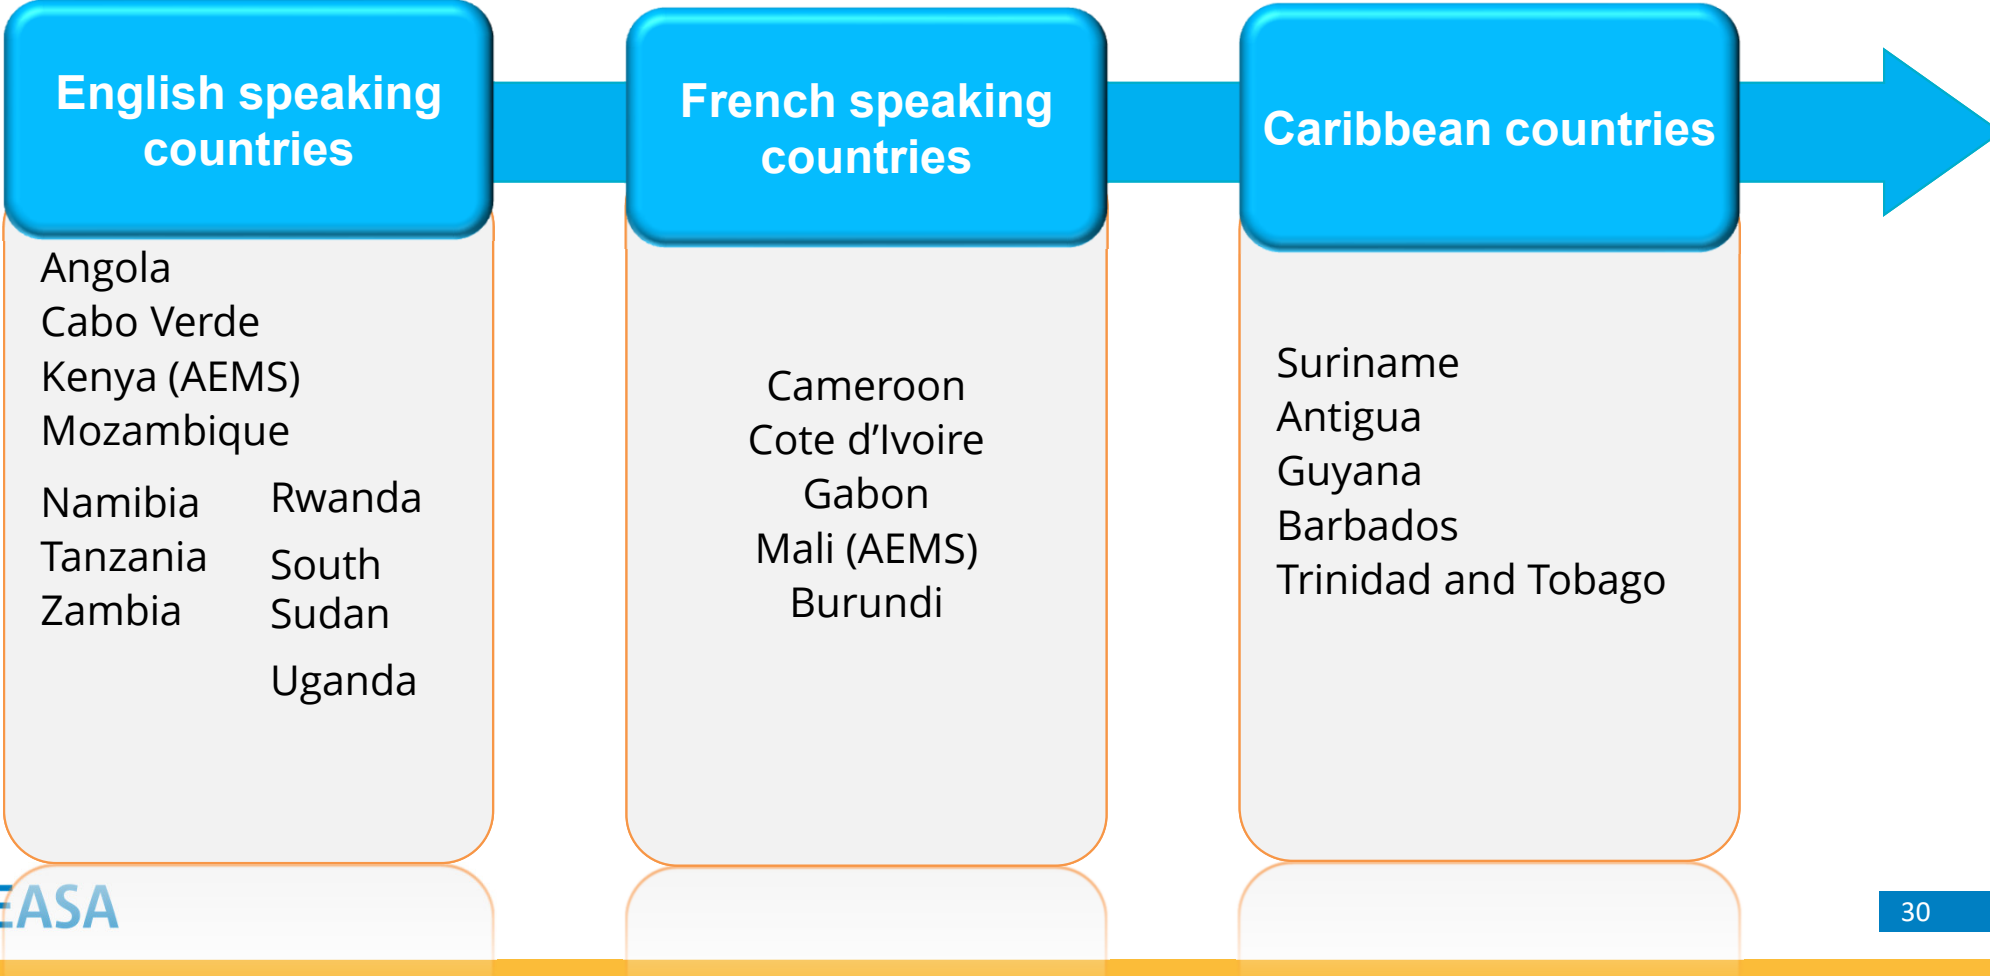 English speaking
countries
Angola
Cabo Verde
Kenya (AEMS)
Mozambique
Namibia
Tanzania
Zambia
Rwanda
South
Sudan
Uganda
French speaking
countries
Cameroon
Cote d’Ivoire
Gabon
Mali (AEMS)
Burundi
Caribbean countries
Suriname
Antigua
Guyana
Barbados
Trinidad and Tobago
EASA
30